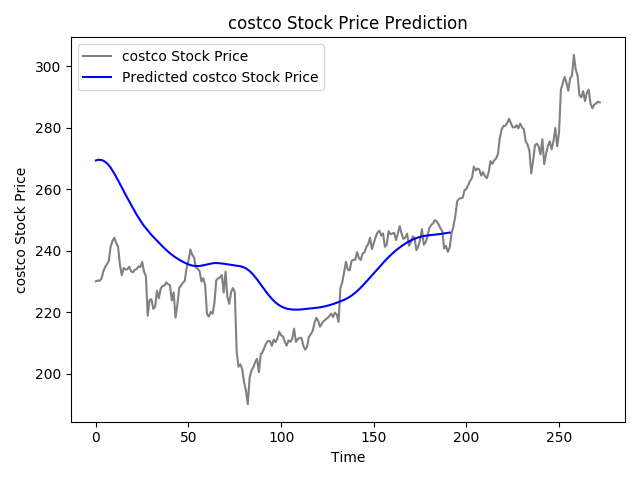 costco Stock Price Prediction
costco Stock Price
Predicted costco Stock Price
costco Stock Price
300
280
260
240
220
200
0 50 100 150 200 250
Time